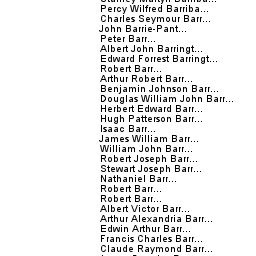 Percy Wilfred Barriba...
Charles Seymour Barr...
John Barrie-Pant...
Peter Barr...
Albert John Barringt...
Edward Forrest Barringt...
Robert Barr...
Arthur Robert Barr...
Benjamin Johnson Barr...
Douglas William John Barr...
Herbert Edward Barr...
Hugh Patterson Barr...
Isaac Barr...
James William Barr...
William John Barr...
Robert Joseph Barr...
Stewart Joseph Barr...
Nathaniel Barr...
Robert Barr...
Robert Barr...
Albert Victor Barr...
Arthur Alexandria Barr...
Edwin Arthur Barr...
Francis Charles Barr...
Claude Raymond Barr...